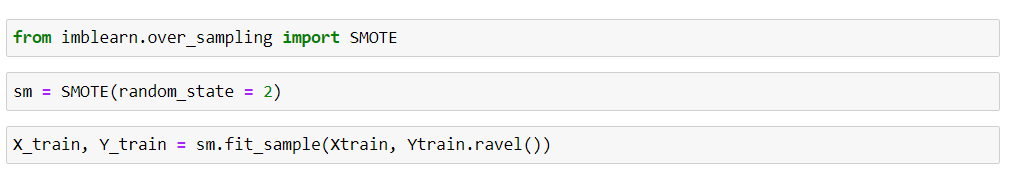 from imblearn.over_sampling import SMOTE
sm = SMOTE(random_state = 2)
X_train, Y_train = sm.fit_sample(Xtrain, Ytrain.ravel())